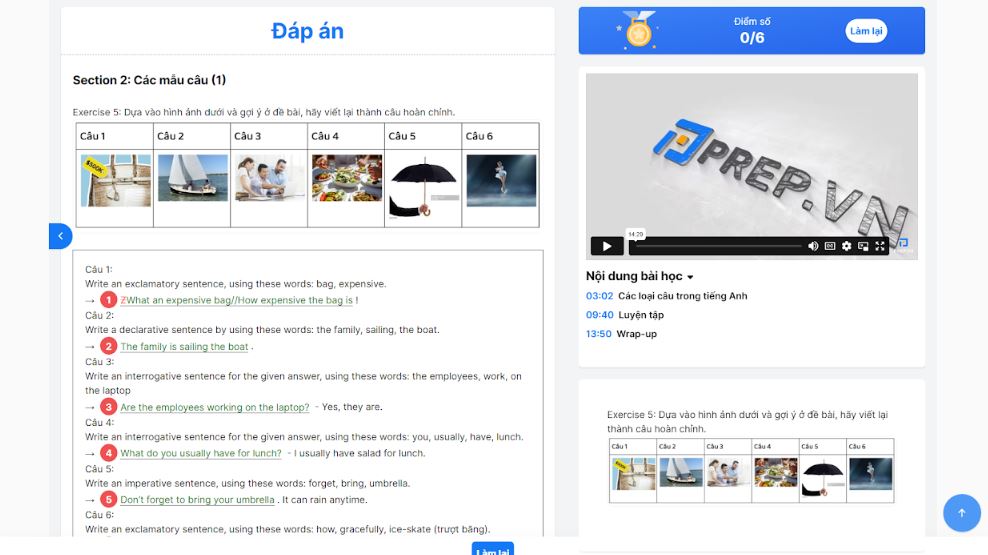 Đáp án
Section 2: Các mẫu câu (1)
Exercise 5: Dựa vào hình ảnh dưới và gợi ý ở đề bài, hãy viết lại thành câu hoàn chỉnh.
Câu 1 Câu 2 Câu 3 Câu 4 Câu 5 Câu 6
$500K
Câu 1:
Write an exclamatory sentence, using these words: bag, expensive.
→ 1 What an expensive bag//How expensive the bag is !
Câu 2:
Write a declarative sentence by using these words: the family, sailing, the boat.
→ 2 The family is sailing the boat .
Câu 3:
Write an interrogative sentence for the given answer, using these words: the employees, work, on
the laptop
→ 3 Are the employees working on the laptop? - Yes, they are.
Câu 4:
Write an interrogative sentence for the given answer, using these words: you, usually, have, lunch.
→ 4 What do you usually have for lunch? - I usually have salad for lunch.
Câu 5:
Write an imperative sentence, using these words: forget, bring, umbrella.
→ 5 Don't forget to bring your umbrella . It can rain anytime.
Câu 6:
Write an exclamatory sentence, using these words: how, gracefully, ice-skate (trượt băng).
Điểm số
0/6
Làm lại
PREP.VN
14:29
Nội dung bài học
03:02 Các loại câu trong tiếng Anh
09:40 Luyện tập
13:50 Wrap-up
Exercise 5: Dựa vào hình ảnh dưới và gợi ý ở đề bài, hãy viết lại
thành câu hoàn chỉnh.
Câu 1 Câu 2 Câu 3 Câu 4 Câu 5 Câu 6
Làm lại